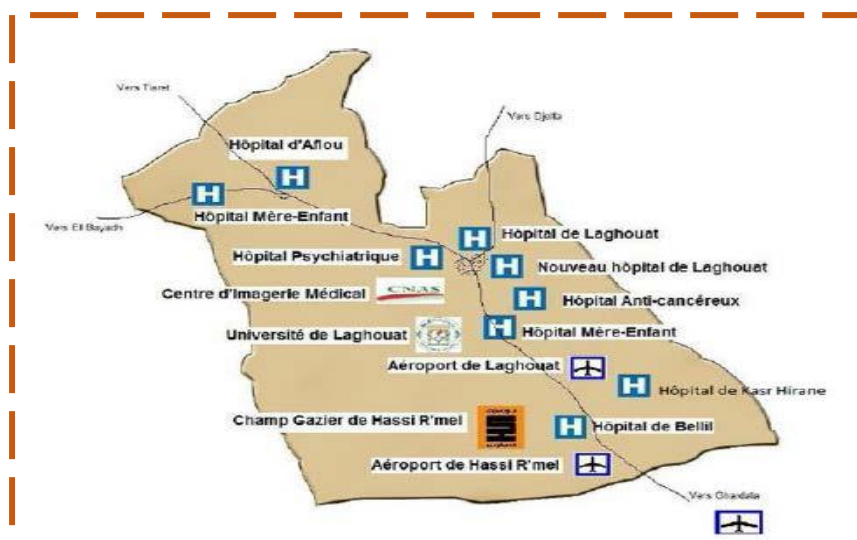 Vers Tiaret
Vers Djelfa
Hôpital d'Aflou
H
H
Hôpital Mère-Enfant
Vers El Bayadh
H
Hôpital de Laghouat
Hôpital Psychiatrique
H
H
Nouveau hôpital de Laghouat
Centre d'Imagerie Médical
CNAS
H
Hôpital Anti-cancéreux
Université de Laghouat
H
Hôpital Mère-Enfant
Aéroport de Laghouat
H
Hôpital de Kasr Hirane
Champ Gazier de Hassi R'mel
H
Hôpital de Bellil
Aéroport de Hassi R'mel
Vers Ghardaia